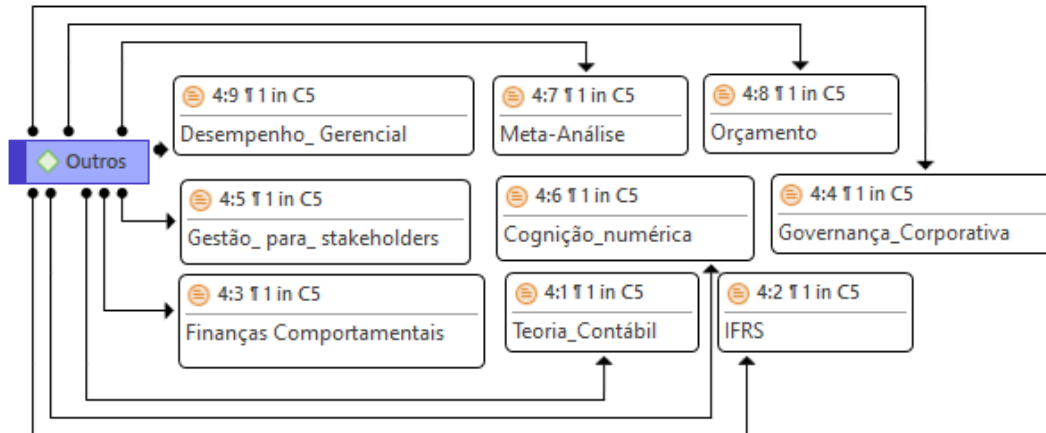 4:9 ¶ 1 in C5
Desempenho_ Gerencial
4:7 ¶ 1 in C5
Meta-Análise
4:8 ¶ 1 in C5
Orçamento
Outros
4:5 ¶ 1 in C5
Gestão_ para_ stakeholders
4:6 ¶ 1 in C5
Cognição_numérica
4:4 ¶ 1 in C5
Governança_Corporativa
4:3 ¶ 1 in C5
Finanças Comportamentais
4:1 ¶ 1 in C5
Teoria_Contábil
4:2 ¶ 1 in C5
IFRS